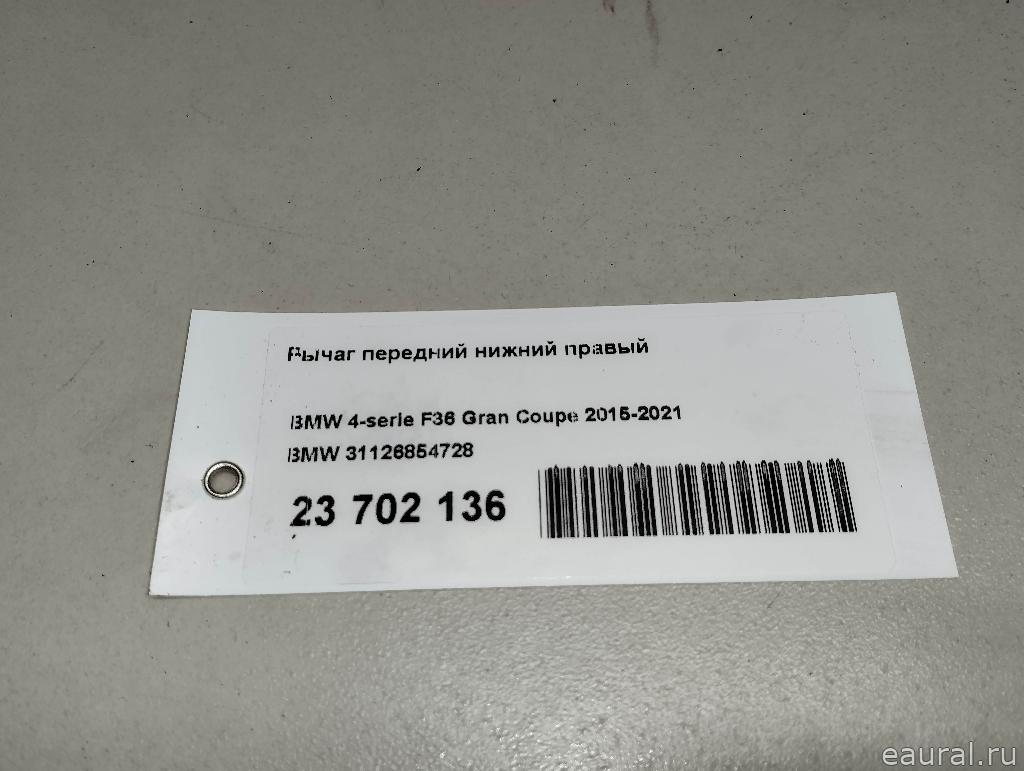 Рычаг передний нижний правый
BMW 4-serie F36 Gran Coupe 2015-2021
BMW 31126854728
23 702 136
eaural.ru